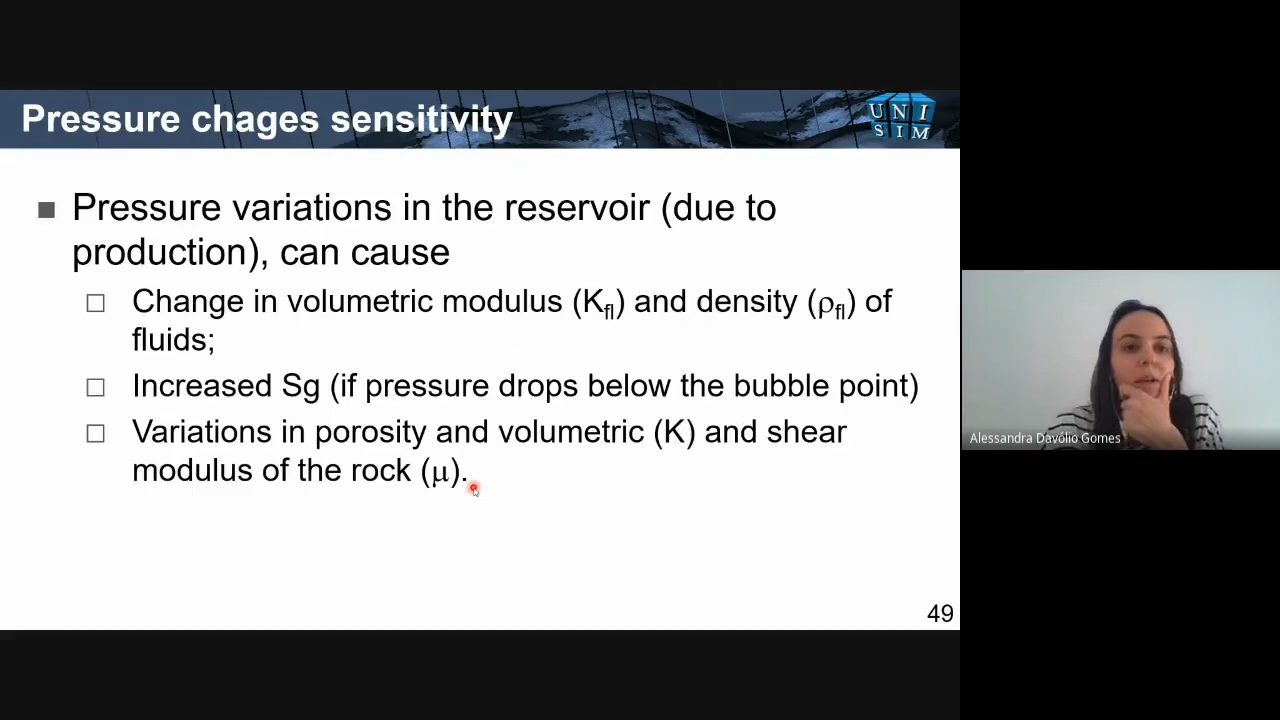 Pressure chages sensitivity
UNI
SIM
Pressure variations in the reservoir (due to
production), can cause
Change in volumetric modulus (Kfl) and density (ρfl) of
fluids;
Increased Sg (if pressure drops below the bubble point)
Variations in porosity and volumetric (K) and shear
modulus of the rock (μ).
49
Alessandra Davólio Gomes